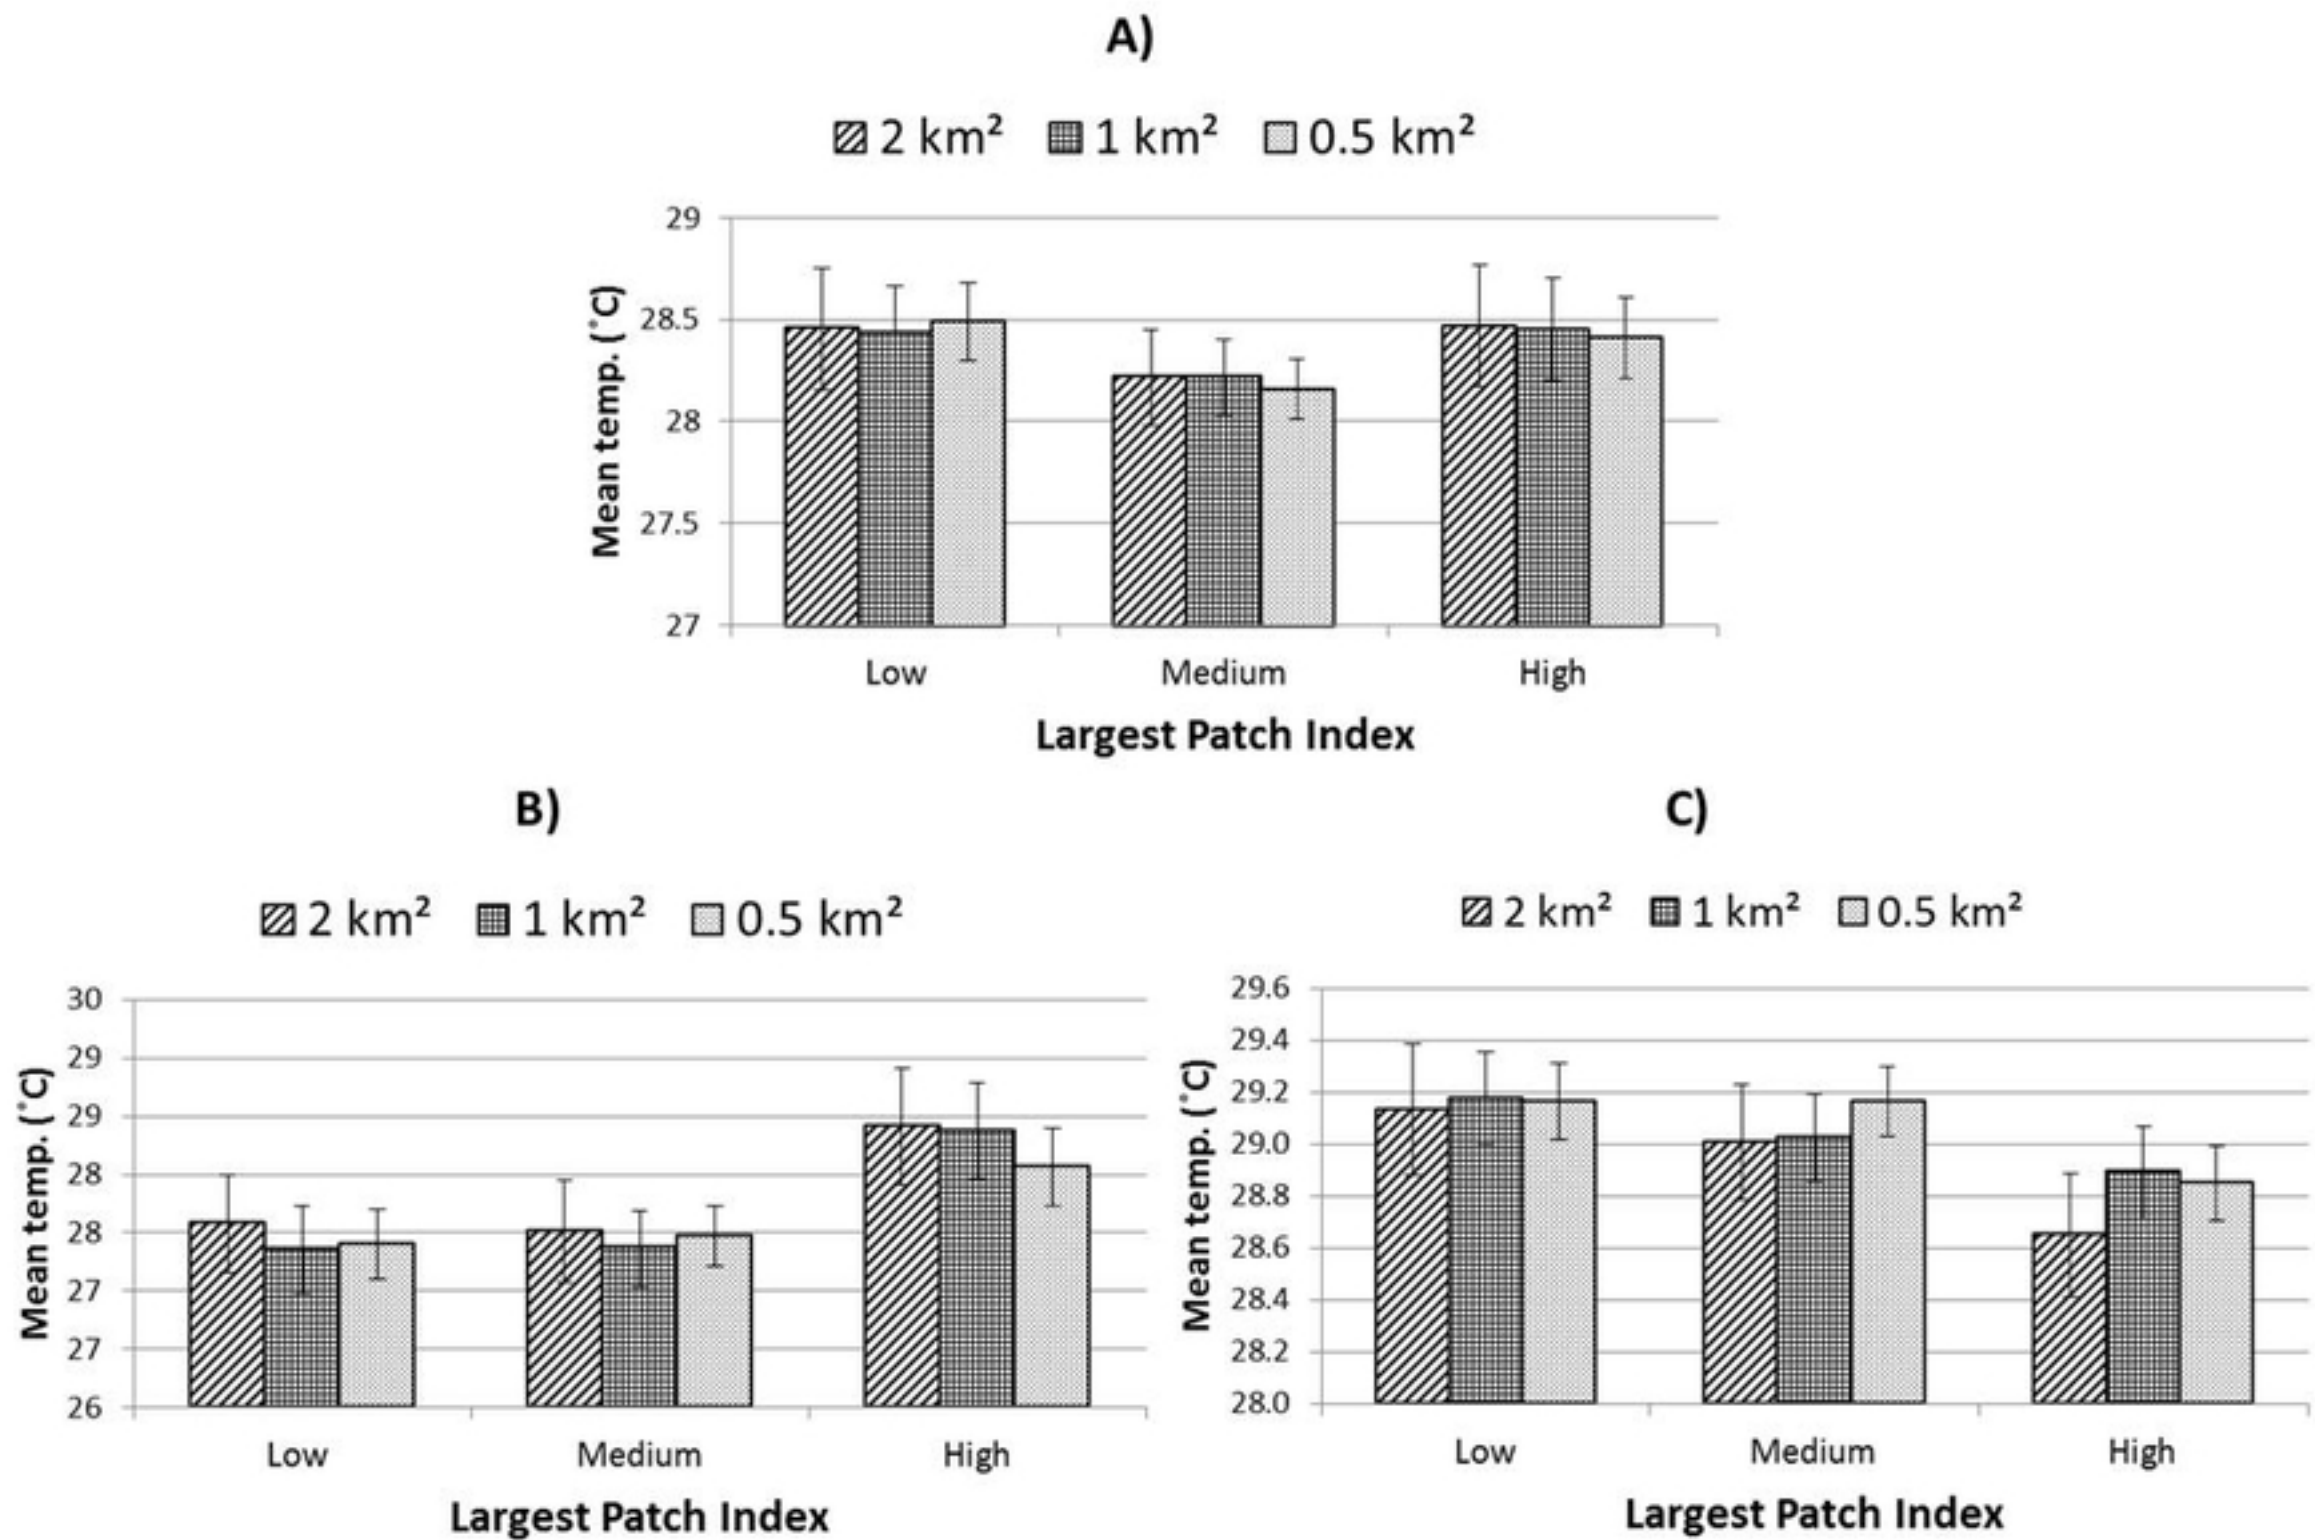 A)
2 km² 1 km² 0.5 km²
29
28.5
28
27.5
27
Mean temp. (˚C)
Low Medium High
Largest Patch Index
B)
2 km² 1 km² 0.5 km²
30
29
29
28
28
27
27
26
Mean temp. (˚C)
Low Medium High
Largest Patch Index
C)
2 km² 1 km² 0.5 km²
29.6
29.4
29.2
29.0
28.8
28.6
28.4
28.2
28.0
Mean temp. (˚C)
Low Medium High
Largest Patch Index